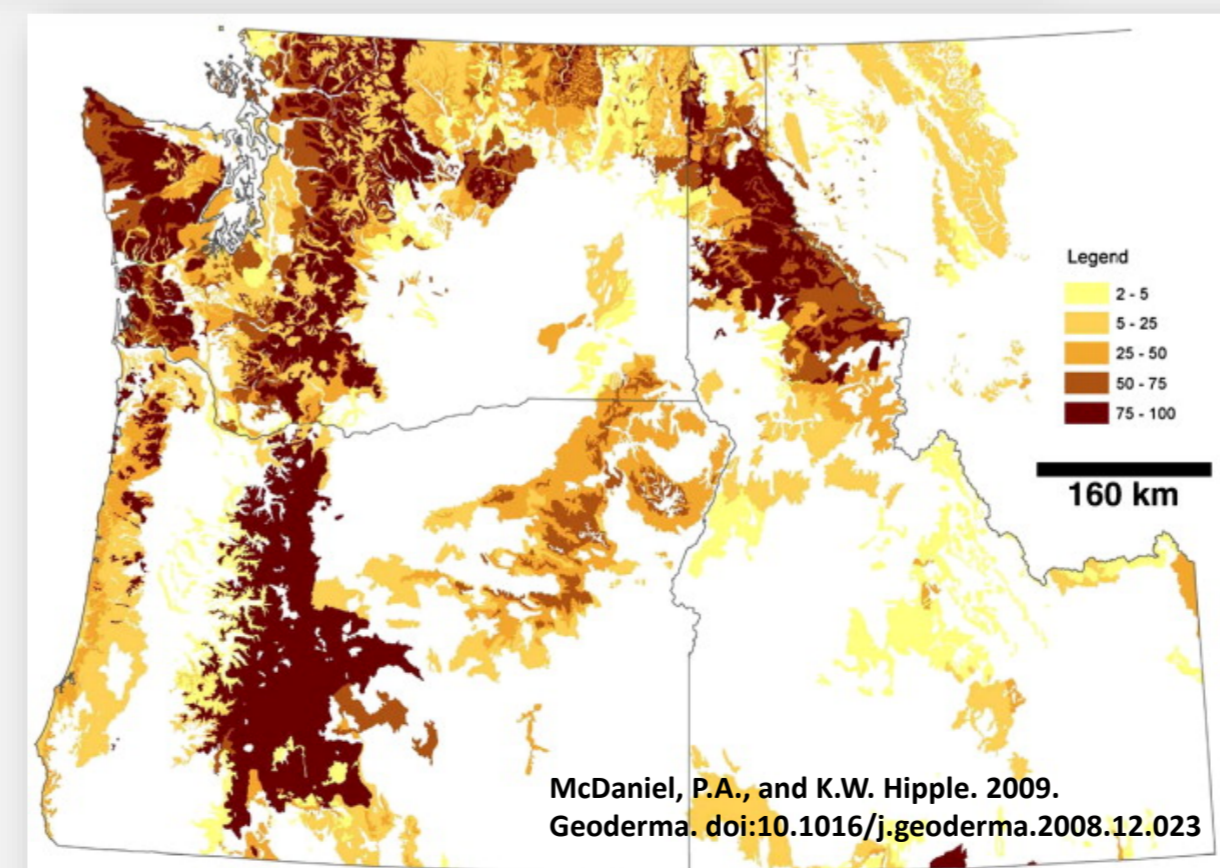 Legend
2 - 5
5 - 25
25 - 50
50 - 75
75 - 100
160 km
McDaniel, P.A., and K.W. Hipple. 2009.
Geoderma. doi:10.1016/j.geoderma.2008.12.023